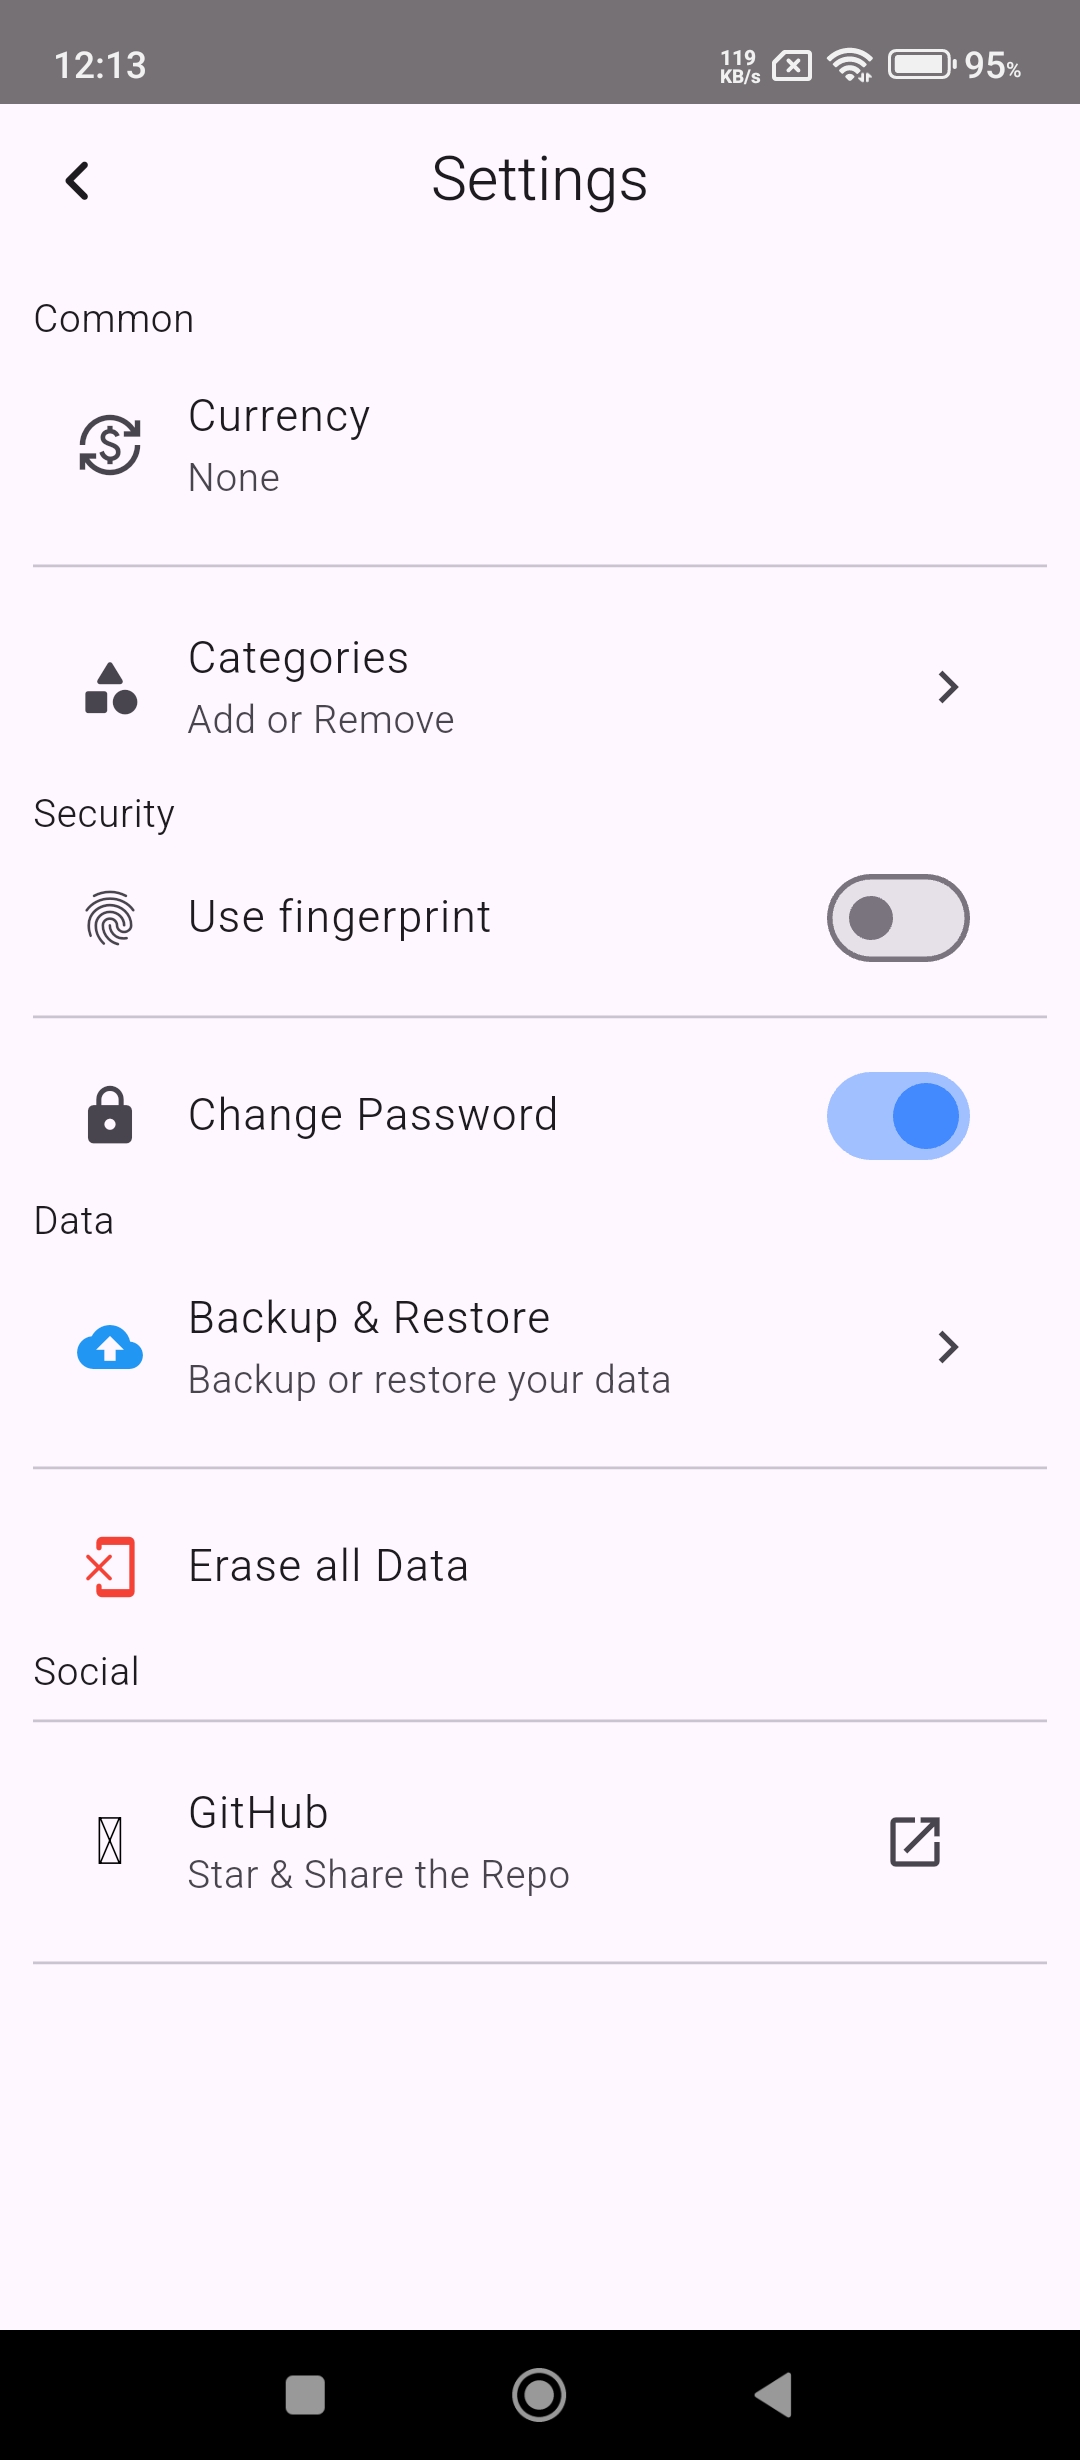 12:13
119
KB/s
95%
Settings
Common
Currency
None
Categories
Add or Remove
Security
Use fingerprint
Change Password
Data
Backup & Restore
Backup or restore your data
Erase all Data
Social
GitHub
Star & Share the Repo